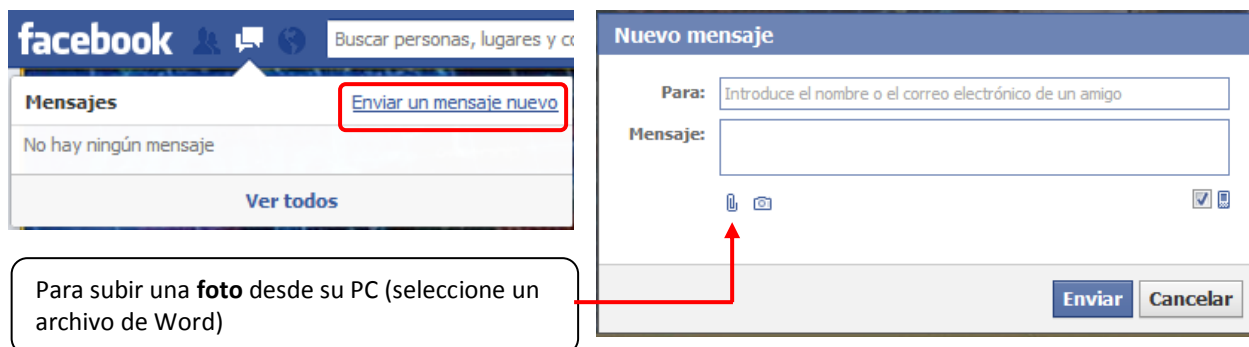 facebook
Buscar personas, lugares y co
Mensajes
Enviar un mensaje nuevo
No hay ningún mensaje
Ver todos
Para subir una foto desde su PC (seleccione un
archivo de Word)
Nuevo mensaje
Para:
Introduce el nombre o el correo electrónico de un amigo
Mensaje:
Enviar
Cancelar